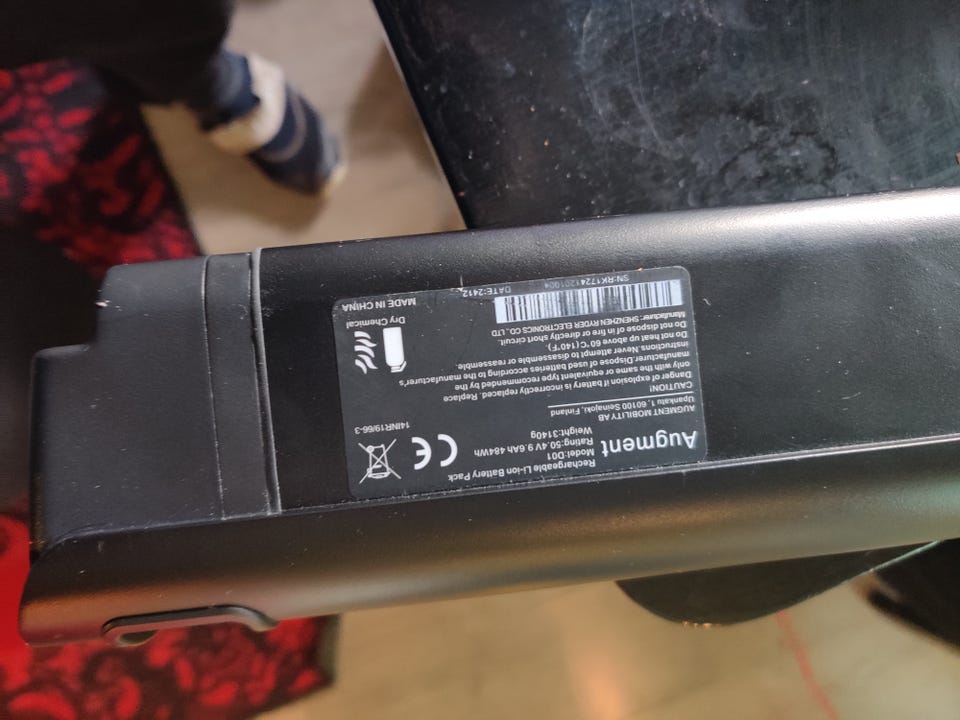 Augment
Rechargeable Li-ion Battery Pack
Model:D01
Rating:50.4V 9.6Ah 484Wh
Weight:3140g
14INR19/66-3
AUGMENT MOBILITY AB
Upankatu 1, 60100 Seinäjoki, Finland
CAUTION!
Danger of explosion if battery is incorrectly replaced. Replace
only with the same or equivalent type recommended by the
manufacturer.Dispose of used batteries according to the manufacturer's
instructions. Never attempt to disassemble or reassemble.
Do not heat up above 60 °C (140°F).
Do not dispose of in fire or directly short circuit.
Manufacturer: SHENZHEN RYDER ELECTRONICS CO.,LTD
Dry Chemical
SN:RK1724120100#
DATE:2412
MADE IN CHINA